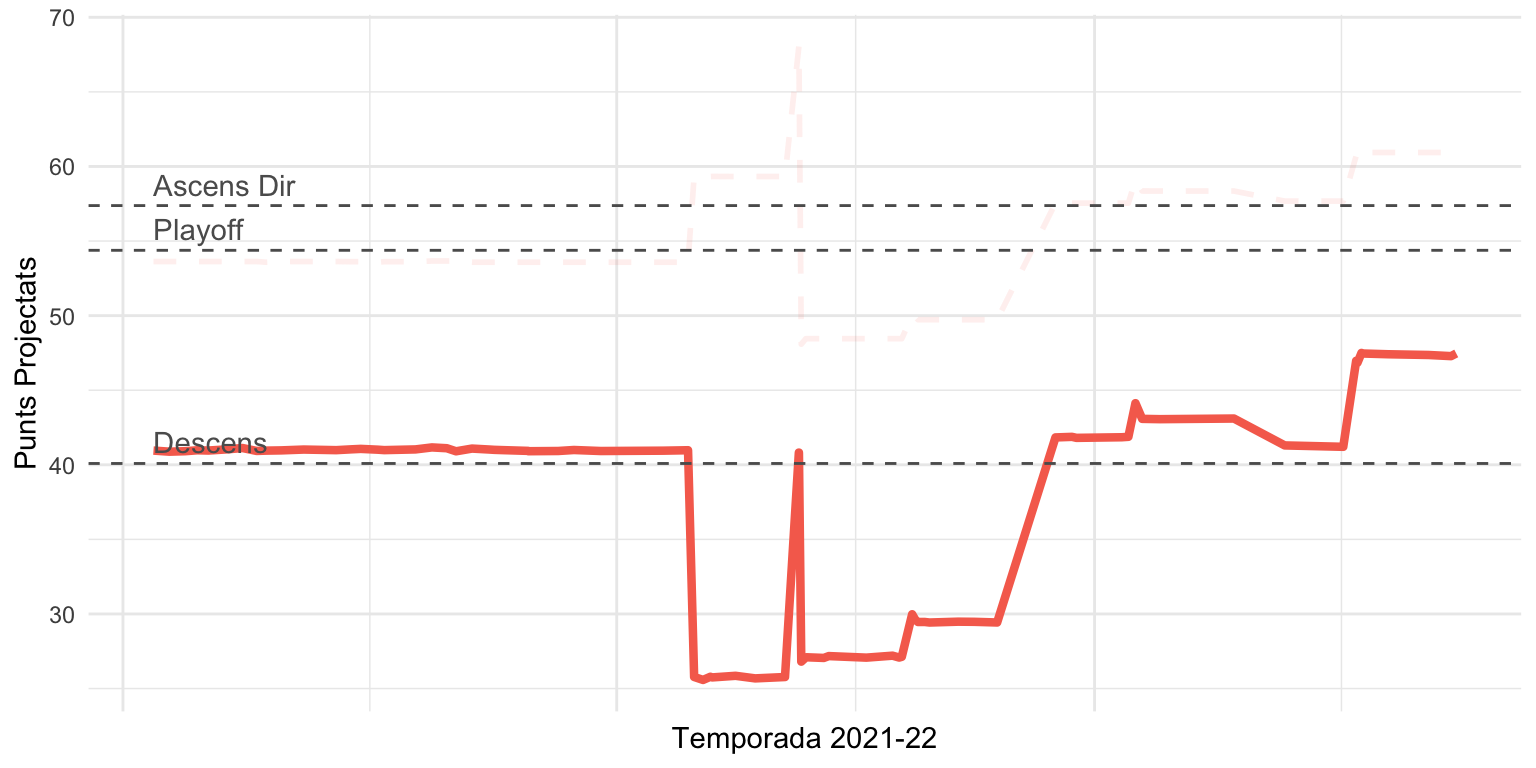 70
60
50
40
30
Punts Projectats
Ascens Dir
Playoff
Descens
Temporada 2021-22